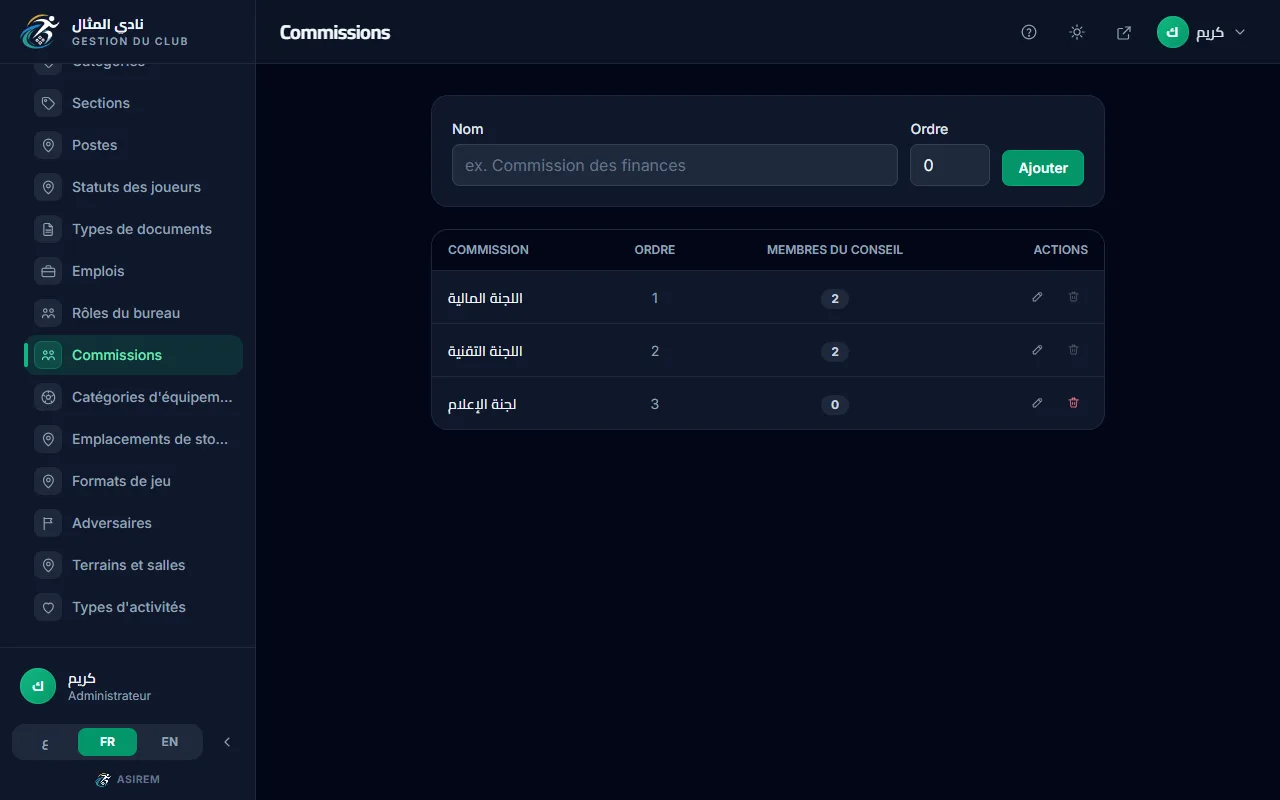 نادي المثال
GESTION DU CLUB
Commissions
ك
كريم
Catégories
Sections
Postes
Statuts des joueurs
Types de documents
Emplois
Rôles du bureau
Commissions
Catégories d'équipem...
Emplacements de sto...
Formats de jeu
Adversaires
Terrains et salles
Types d'activités
ك
كريم
Administrateur
ع
FR
EN
ASIREM
Nom
Ordre
ex. Commission des finances
0
Ajouter
COMMISSION
ORDRE
MEMBRES DU CONSEIL
ACTIONS
اللجنة المالية
1
2
اللجنة التقنية
2
2
لجنة الإعلام
3
0